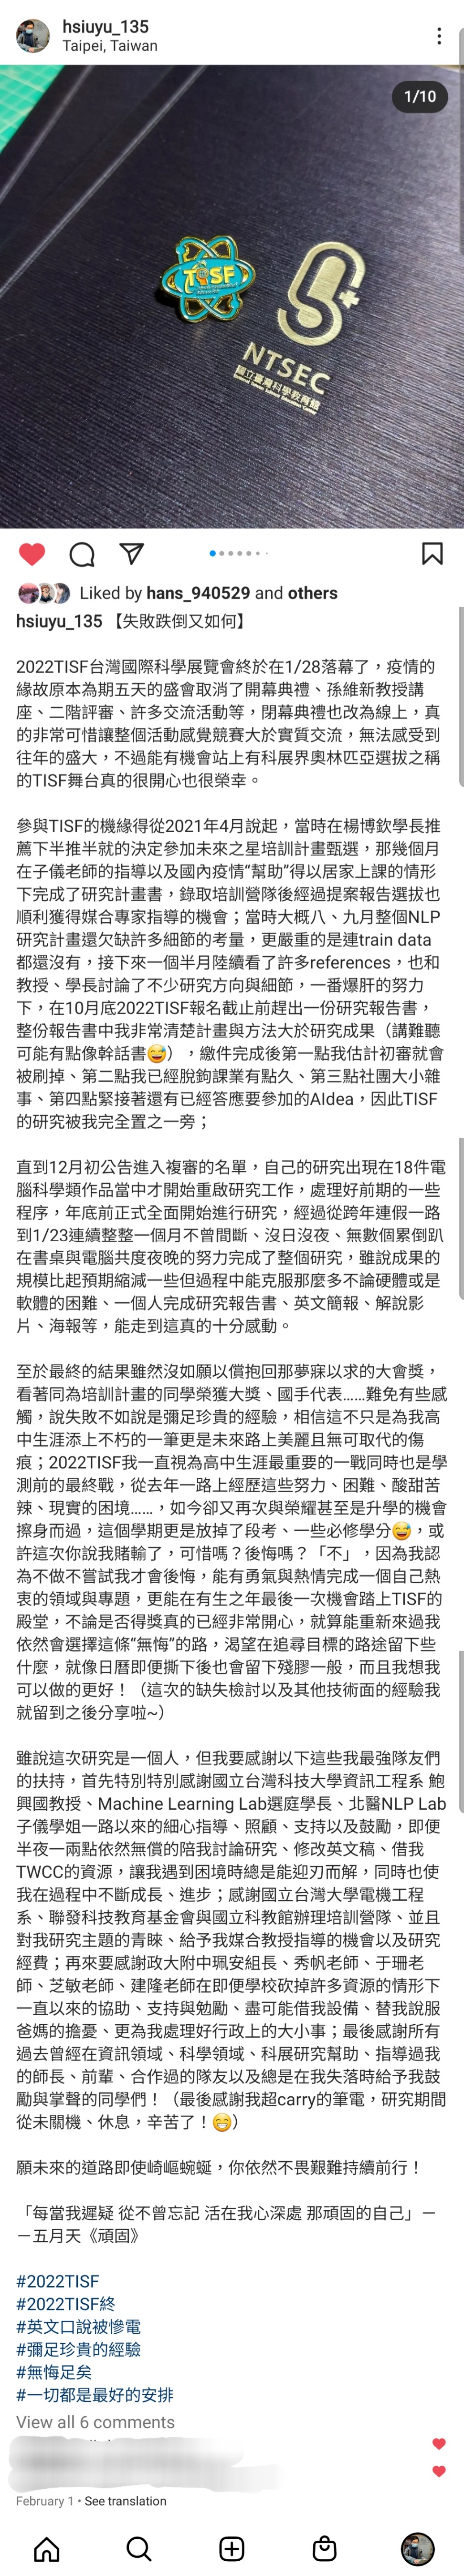 hsiuyu_135
Taipei, Taiwan
1/10
TISF
NTSEC
國立臺灣科學教育館
Liked by hans_940529 and others
hsiuyu_135 【失敗跌倒又如何】
2022TISF台灣國際科學展覽會終於在1/28落幕了，疫情的
緣故原本為期五天的盛會取消了開幕典禮、孫維新教授講
座、二階評審、許多交流活動等，閉幕典禮也改為線上，真
的非常可惜讓整個活動感覺競賽大於實質交流，無法感受到
往年的盛大，不過能有機會站上有科展界奧林匹亞選拔之稱
的TISF舞台真的很開心也很榮幸。
參與TISF的機緣得從2021年4月說起，當時在楊博欽學長推
薦下半推半就的決定參加未來之星培訓計畫甄選，那幾個月
在子儀老師的指導以及國內疫情“幫助”得以居家上課的情形
下完成了研究計畫書，錄取培訓營隊後經過提案報告選拔也
順利獲得媒合專家指導的機會；當時大概八、九月整個NLP
研究計畫還欠缺許多細節的考量，更嚴重的是連train data
都還沒有，接下來一個半月陸續看了許多references，也和
教授、學長討論了不少研究方向與細節，一番爆肝的努力
下，在10月底2022TISF報名截止前趕出一份研究報告書，
整份報告書中我非常清楚計畫與方法大於研究成果（講難聽
可能有點像幹話書😅），繳件完成後第一點我估計初審就會
被刷掉、第二點我已經脫鉤課業有點久、第三點社團大小雜
事、第四點緊接著還有已經答應要參加的AIdea，因此TISF
的研究被我完全置之一旁；
直到12月初公告進入複審的名單，自己的研究出現在18件電
腦科學類作品當中才開始重啟研究工作，處理好前期的一些
程序，年底前正式全面開始進行研究，經過從跨年連假一路
到1/23連續整整一個月不曾間斷、沒日沒夜、無數個累倒趴
在書桌與電腦共度夜晚的努力完成了整個研究，雖說成果的
規模比起預期縮減一些但過程中能克服那麼多不論硬體或是
軟體的困難、一個人完成研究報告書、英文簡報、解說影
片、海報等，能走到這真的十分感動。
至於最終的結果雖然沒如願以償抱回那夢寐以求的大會獎，
看著同為培訓計畫的同學榮獲大獎、國手代表……難免有些感
觸，說失敗不如說是彌足珍貴的經驗，相信這不只是為我高
中生涯添上不朽的一筆更是未來路上美麗且無可取代的傷
痕；2022TISF我一直視為高中生涯最重要的一戰同時也是學
測前的最終戰，從去年一路上經歷這些努力、困難、酸甜苦
辣、現實的困境……，如今卻又再次與榮耀甚至是升學的機會
擦身而過，這個學期更是放掉了段考、一些必修學分😅，或
許這次你說我賭輸了，可惜嗎？後悔嗎？「不」，因為我認
為不做不嘗試我才會後悔，能有勇氣與熱情完成一個自己熱
衷的領域與專題，更能在有生之年最後一次機會踏上TISF的
殿堂，不論是否得獎真的已經非常開心，就算能重新來過我
依然會選擇這條“無悔”的路，渴望在追尋目標的路途留下些
什麼，就像日曆即便撕下後也會留下殘膠一般，而且我想我
可以做的更好！（這次的缺失檢討以及其他技術面的經驗我
就留到之後分享啦~）
雖說這次研究是一個人，但我要感謝以下這些我最強隊友們
的扶持，首先特別特別感謝國立台灣科技大學資訊工程系 鮑
興國教授、Machine Learning Lab選庭學長、北醫NLP Lab
子儀學姐一路以來的細心指導、照顧、支持以及鼓勵，即便
半夜一兩點依然無償的陪我討論研究、修改英文稿、借我
TWCC的資源，讓我遇到困境時總是能迎刃而解，同時也使
我在過程中不斷成長、進步；感謝國立台灣大學電機工程
系、聯發科技教育基金會與國立科教館辦理培訓營隊、並且
對我研究主題的青睞、給予我媒合教授指導的機會以及研究
經費；再來要感謝政大附中珮安組長、秀帆老師、于珊老
師、芝敏老師、建隆老師在即便學校砍掉許多資源的情形下
一直以來的協助、支持與勉勵、盡可能借我設備、替我說服
爸媽的擔憂、更為我處理好行政上的大小事；最後感謝所有
過去曾經在資訊領域、科學領域、科展研究幫助、指導過我
的師長、前輩、合作過的隊友以及總是在我失落時給予我鼓
勵與掌聲的同學們！（最後感謝我超carry的筆電，研究期間
從未關機、休息，辛苦了！😁）
願未來的道路即使崎嶇蜿蜒，你依然不畏艱難持續前行！
「每當我遲疑 從不曾忘記 活在我心深處 那頑固的自己」－
－五月天《頑固》
#2022TISF
#2022TISF終
#英文口說被慘電
#彌足珍貴的經驗
#無悔足矣
#一切都是最好的安排
View all 6 comments
February 1 • See translation